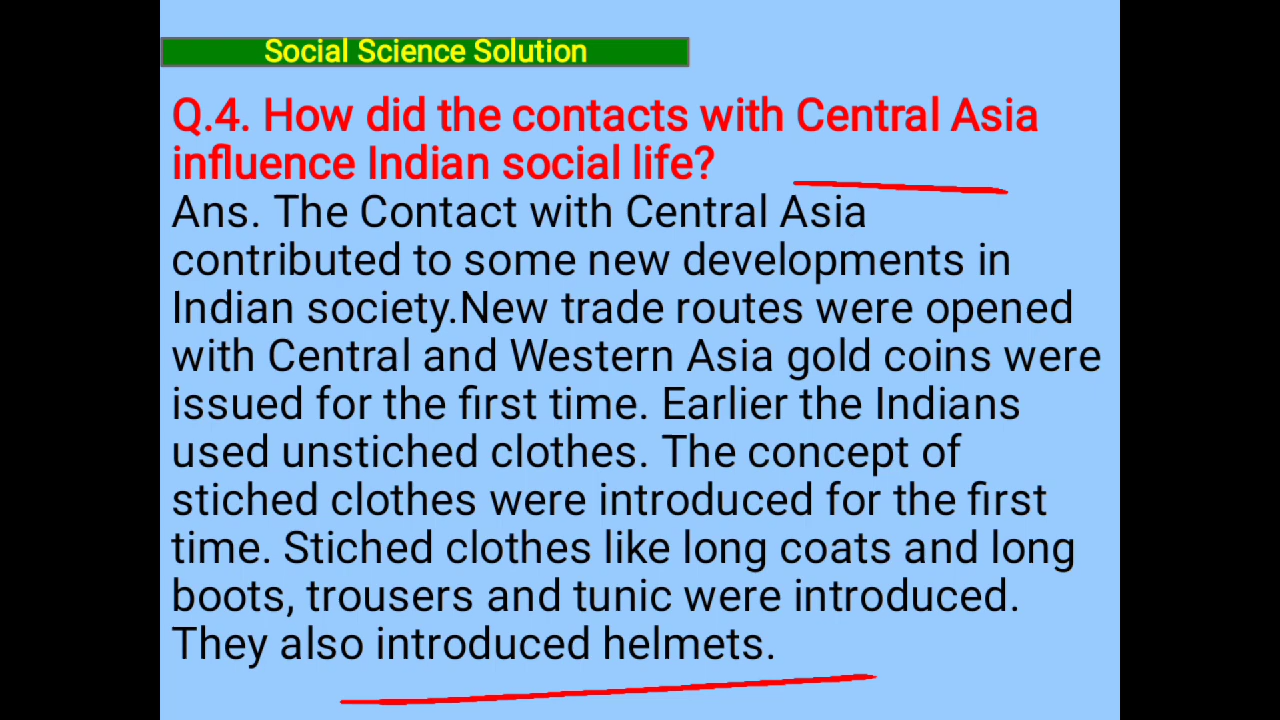 Social Science Solution
Q.4. How did the contacts with Central Asia
influence Indian social life?
Ans. The Contact with Central Asia
contributed to some new developments in
Indian society.New trade routes were opened
with Central and Western Asia gold coins were
issued for the first time. Earlier the Indians
used unstiched clothes. The concept of
stiched clothes were introduced for the first
time. Stiched clothes like long coats and long
boots, trousers and tunic were introduced.
They also introduced helmets.